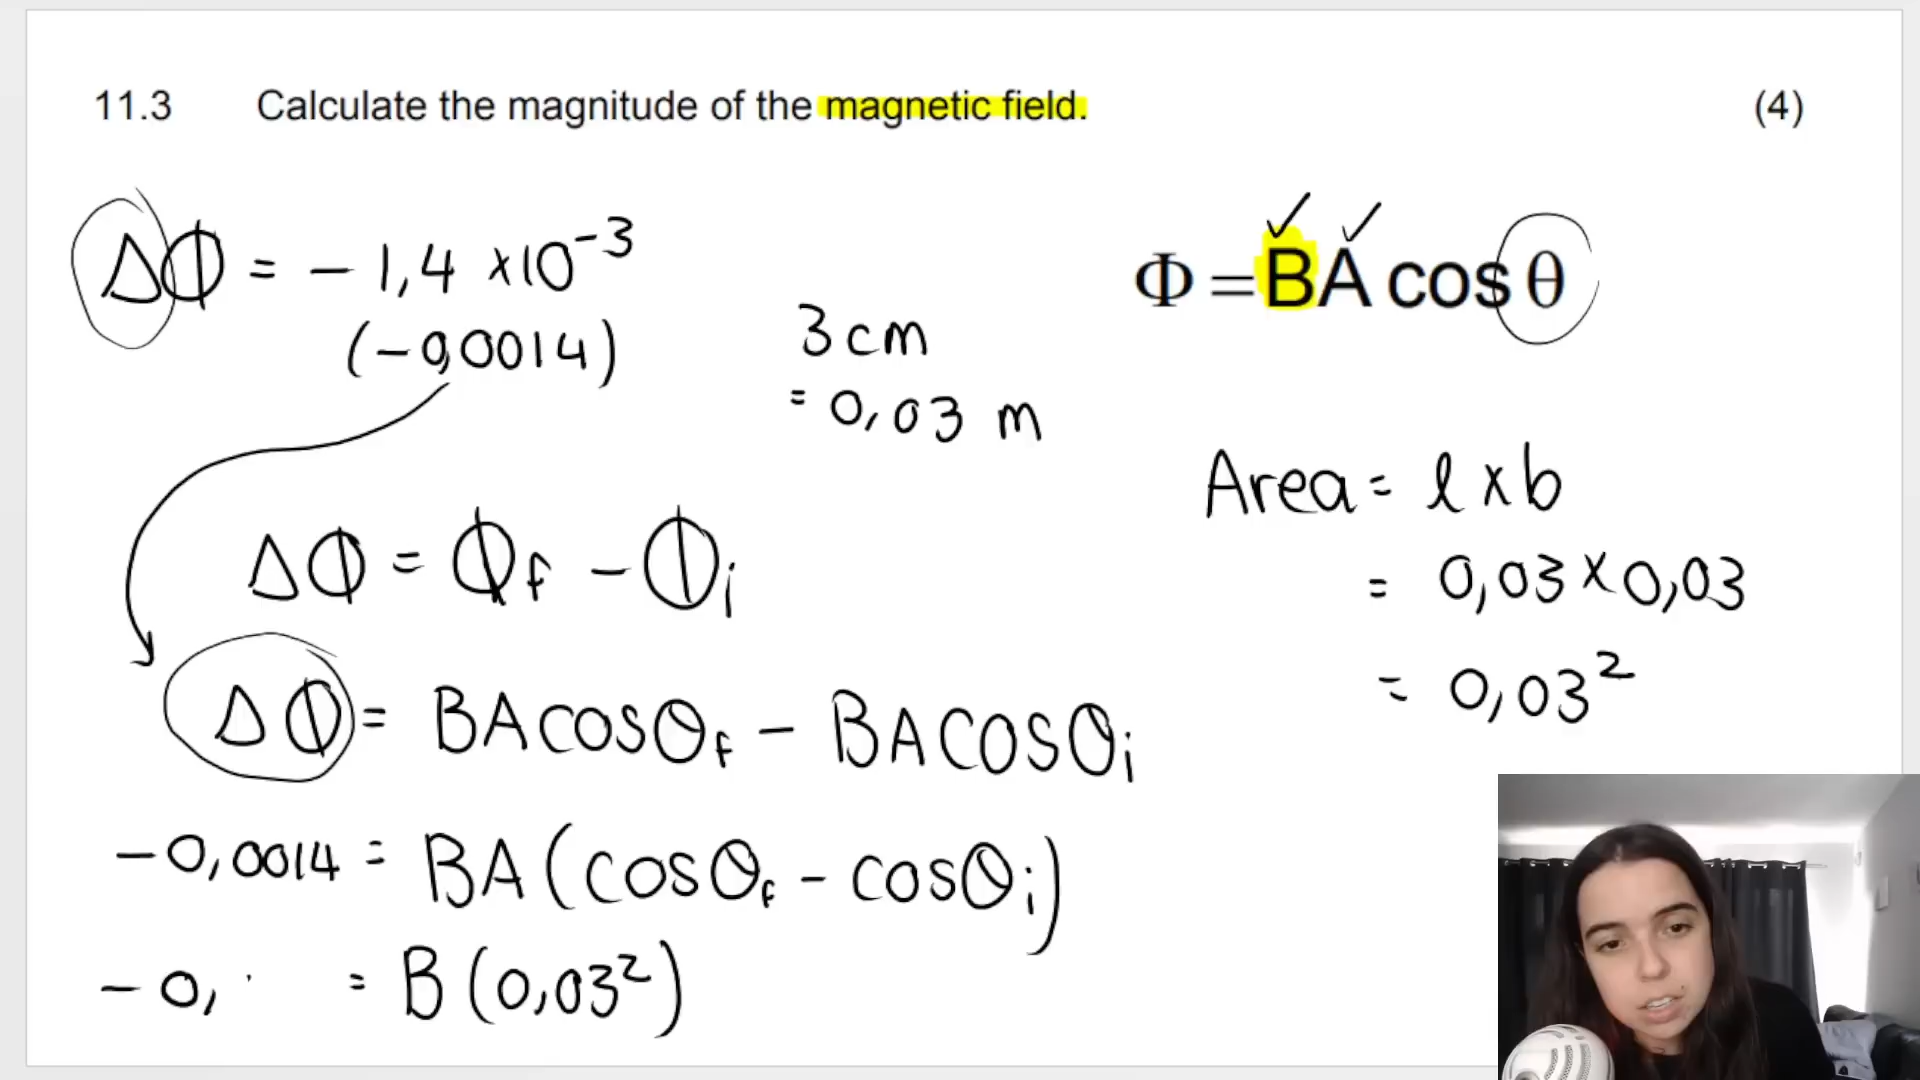 11.3 Calculate the magnitude of the magnetic field. (4)
ΔΦ = -1,4 ×10⁻³
(-0,0014)
3 cm
= 0,03 m
Φ = BA cos θ
Area = l × b
= 0,03 × 0,03
= 0,03²
ΔΦ = Φf - Φi
ΔΦ = BAcosθf - BAcosθi
-0,0014 = BA(cosθf - cosθi)
-0, = B(0,03²)